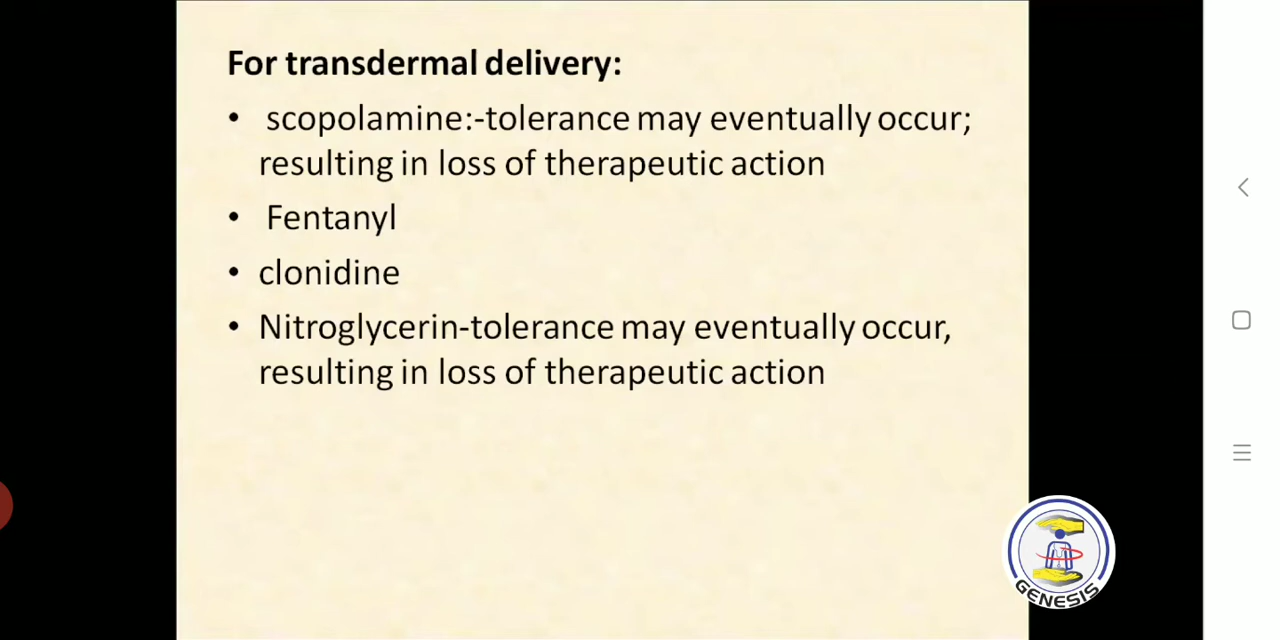 For transdermal delivery:
• scopolamine:-tolerance may eventually occur;
resulting in loss of therapeutic action
• Fentanyl
• clonidine
• Nitroglycerin-tolerance may eventually occur,
resulting in loss of therapeutic action
GENESIS